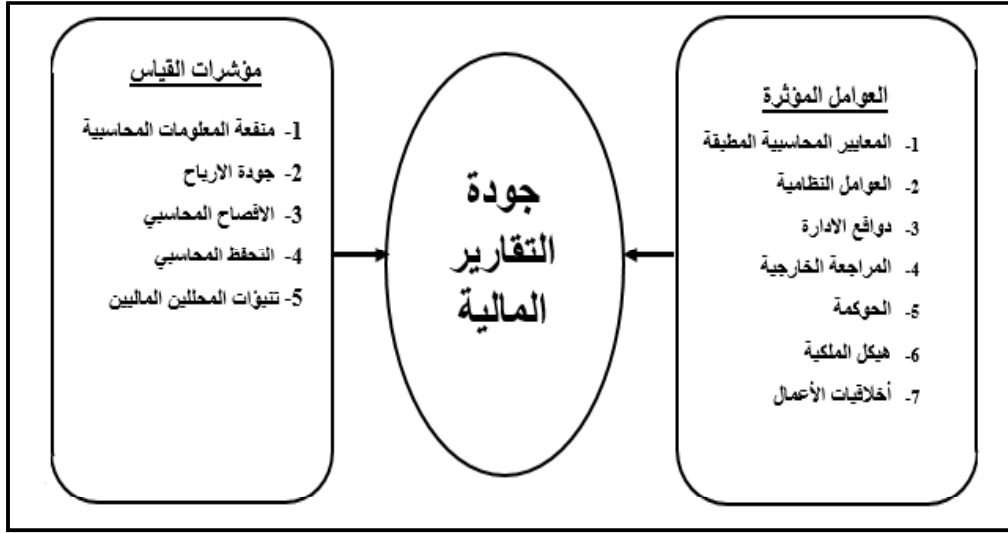 العوامل المؤثرة
1- المعايير المحاسبية المطبقة
2- العوامل النظامية
3- دوافع الادارة
4- المراجعة الخارجية
5- الحوكمة
6- هيكل الملكية
7- أخلاقيات الأعمال
جودة
التقارير
المالية
مؤشرات القياس
1- منفعة المعلومات المحاسبية
2- جودة الارباح
3- الافصاح المحاسبي
4- التحفظ المحاسبي
5- تنبؤات المحللين الماليين